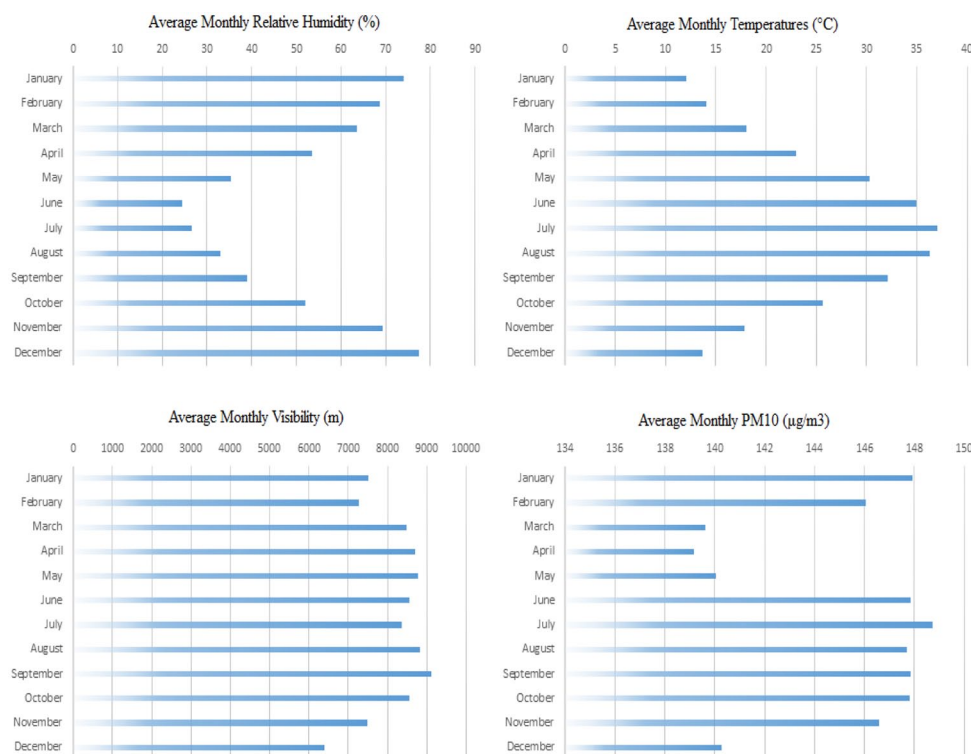 Average Monthly Relative Humidity (%)
0 10 20 30 40 50 60 70 80 90
January
February
March
April
May
June
July
August
September
October
November
December
Average Monthly Temperatures (°C)
0 5 10 15 20 25 30 35 40
January
February
March
April
May
June
July
August
September
October
November
December
Average Monthly Visibility (m)
0 1000 2000 3000 4000 5000 6000 7000 8000 9000 10000
January
February
March
April
May
June
July
August
September
October
November
December
Average Monthly PM10 (µg/m3)
134 136 138 140 142 144 146 148 150
January
February
March
April
May
June
July
August
September
October
November
December